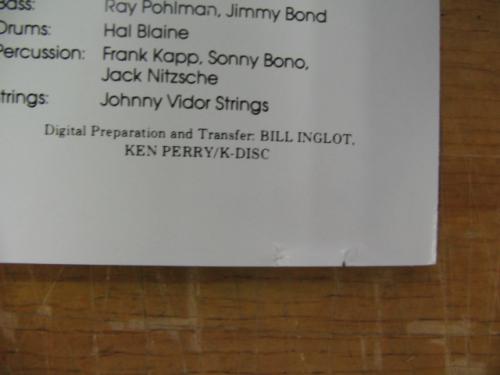 Bass: Ray Pohlman, Jimmy Bond
Drums: Hal Blaine
Percussion: Frank Kapp, Sonny Bono,
Jack Nitzsche
trings: Johnny Vidor Strings
Digital Preparation and Transfer: BILL INGLOT,
KEN PERRY/K-DISC